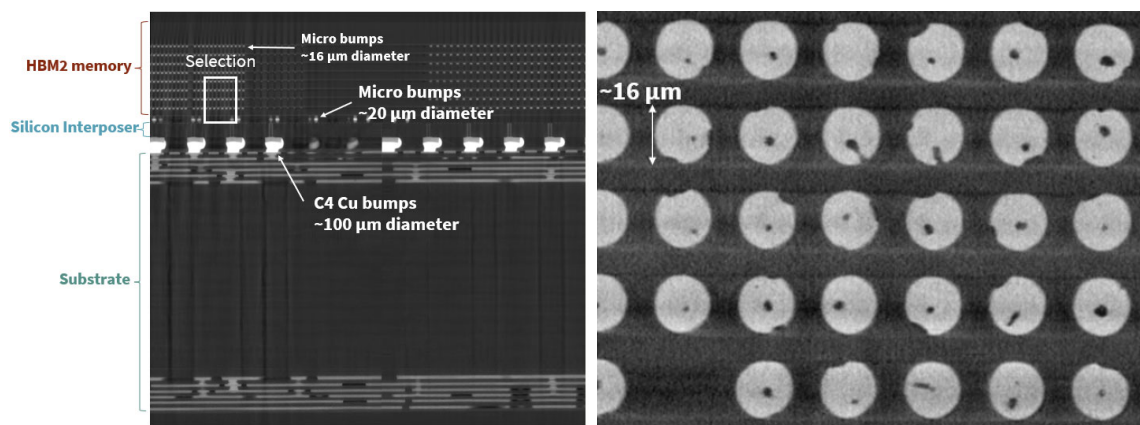 HBM2 memory
Silicon Interposer
Substrate
Micro bumps
~16 μm diameter
Selection
Micro bumps
~20 μm diameter
C4 Cu bumps
~100 μm diameter
~16 μm